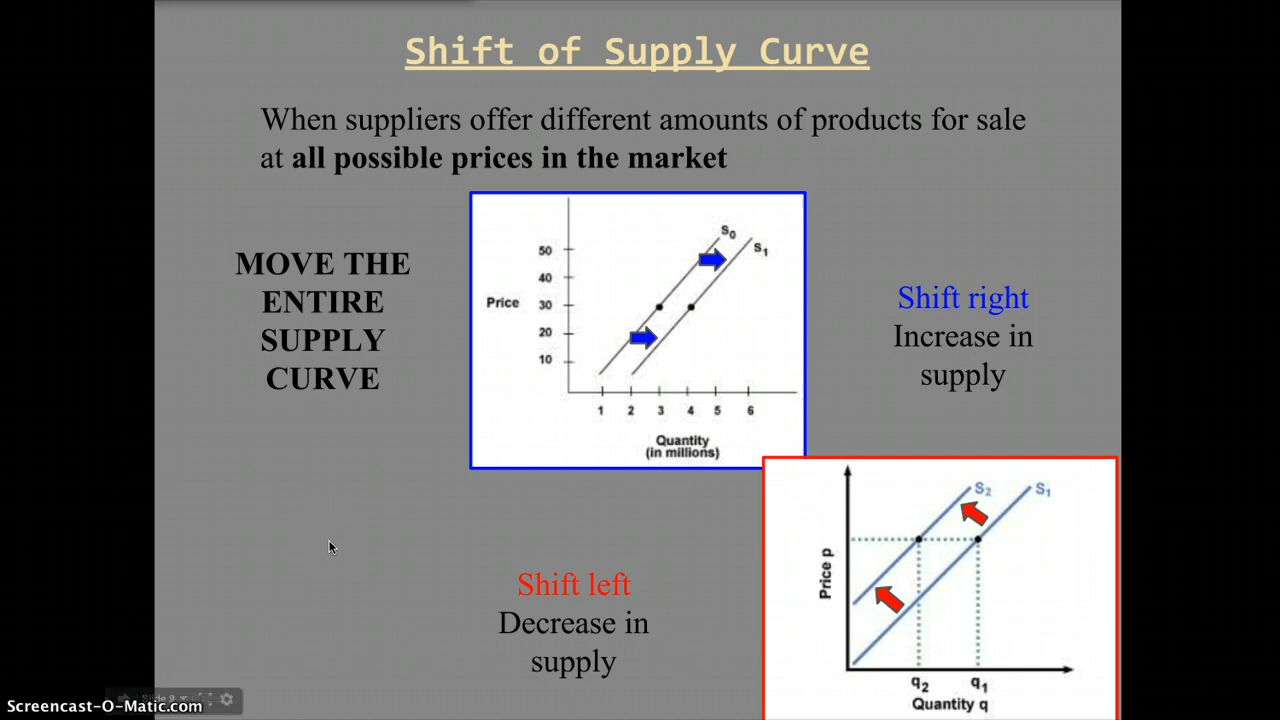 Shift of Supply Curve
When suppliers offer different amounts of products for sale
at all possible prices in the market
MOVE THE
ENTIRE
SUPPLY
CURVE
S0
S1
50
40
Price
30
20
10
1 2 3 4 5 6
Quantity
(in millions)
Shift right
Increase in
supply
Shift left
Decrease in
supply
S2
S1
Price p
q2
q1
Quantity q
Slide 9
Screencast-O-Matic.com